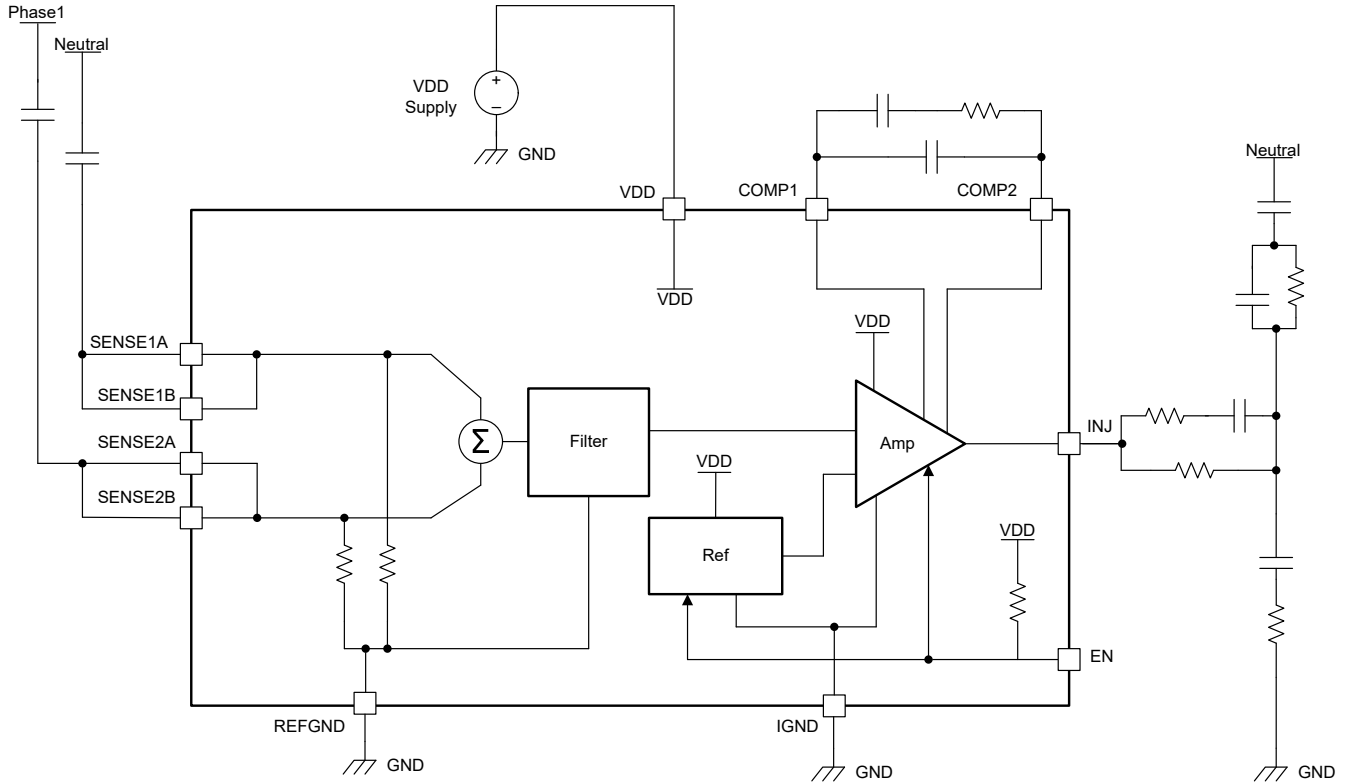 Phase1
Neutral
VDD
Supply
+
–
GND
VDD
COMP1
COMP2
Neutral
VDD
VDD
SENSE1A
SENSE1B
SENSE2A
SENSE2B
Σ
Filter
Amp
INJ
VDD
Ref
VDD
EN
REFGND
IGND
GND
GND
GND